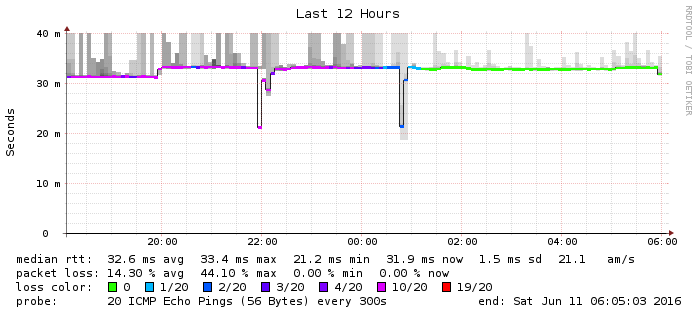 Last 12 Hours
RRDTOOL / TOBI OETIKER
Seconds
40 m
30 m
20 m
10 m
0
20:00 22:00 00:00 02:00 04:00 06:00
median rtt: 32.6 ms avg 33.4 ms max 21.2 ms min 31.9 ms now 1.5 ms sd 21.1 am/s
packet loss: 14.30 % avg 44.10 % max 0.00 % min 0.00 % now
loss color: 0 1/20 2/20 3/20 4/20 10/20 19/20
probe: 20 ICMP Echo Pings (56 Bytes) every 300s end: Sat Jun 11 06:05:03 2016